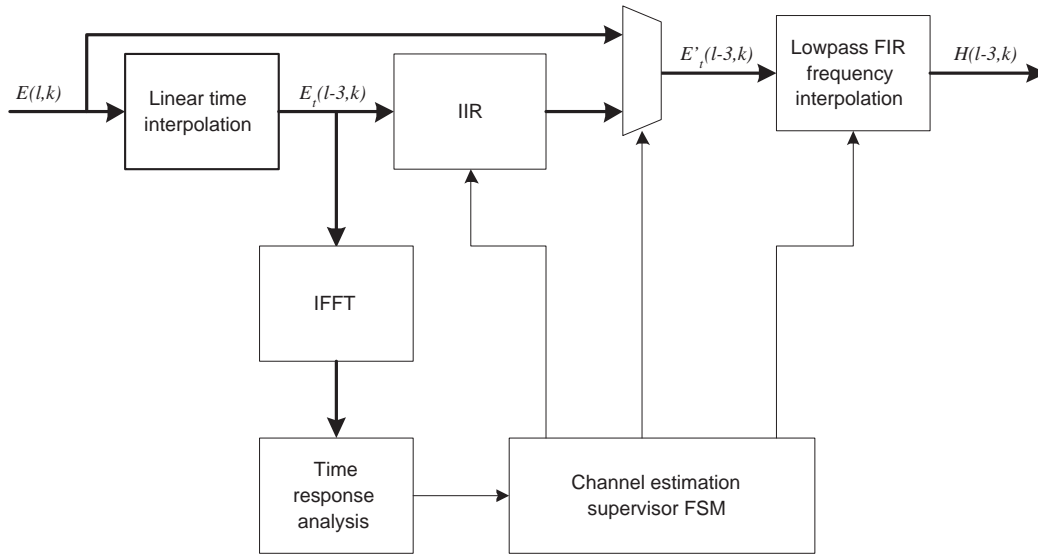 E(l,k)
Linear time
interpolation
E_t(l-3,k)
IIR
E'_t(l-3,k)
Lowpass FIR
frequency
interpolation
H(l-3,k)
IFFT
Time
response
analysis
Channel estimation
supervisor FSM